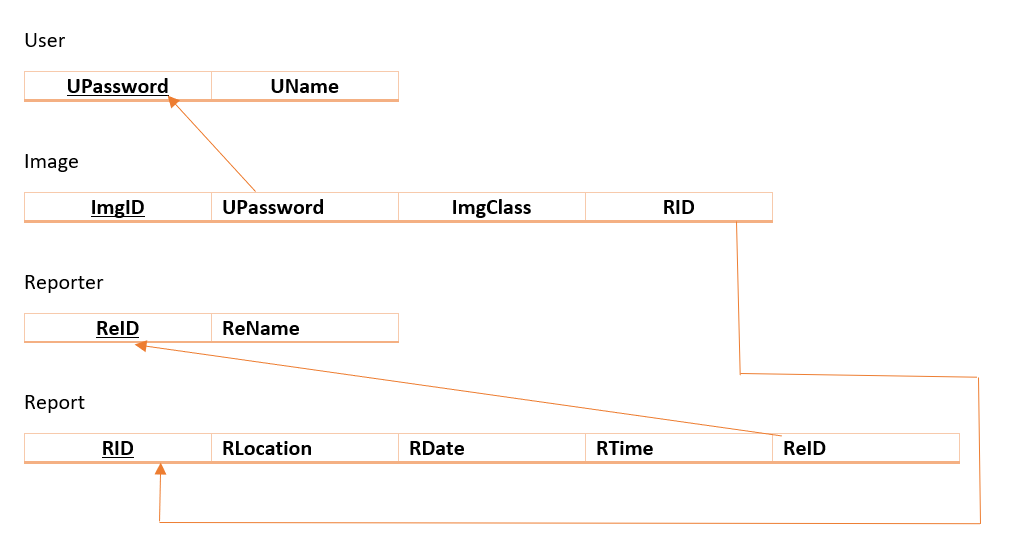 User
UPassword UName
Image
ImgID UPassword ImgClass RID
Reporter
ReID ReName
Report
RID RLocation RDate RTime ReID